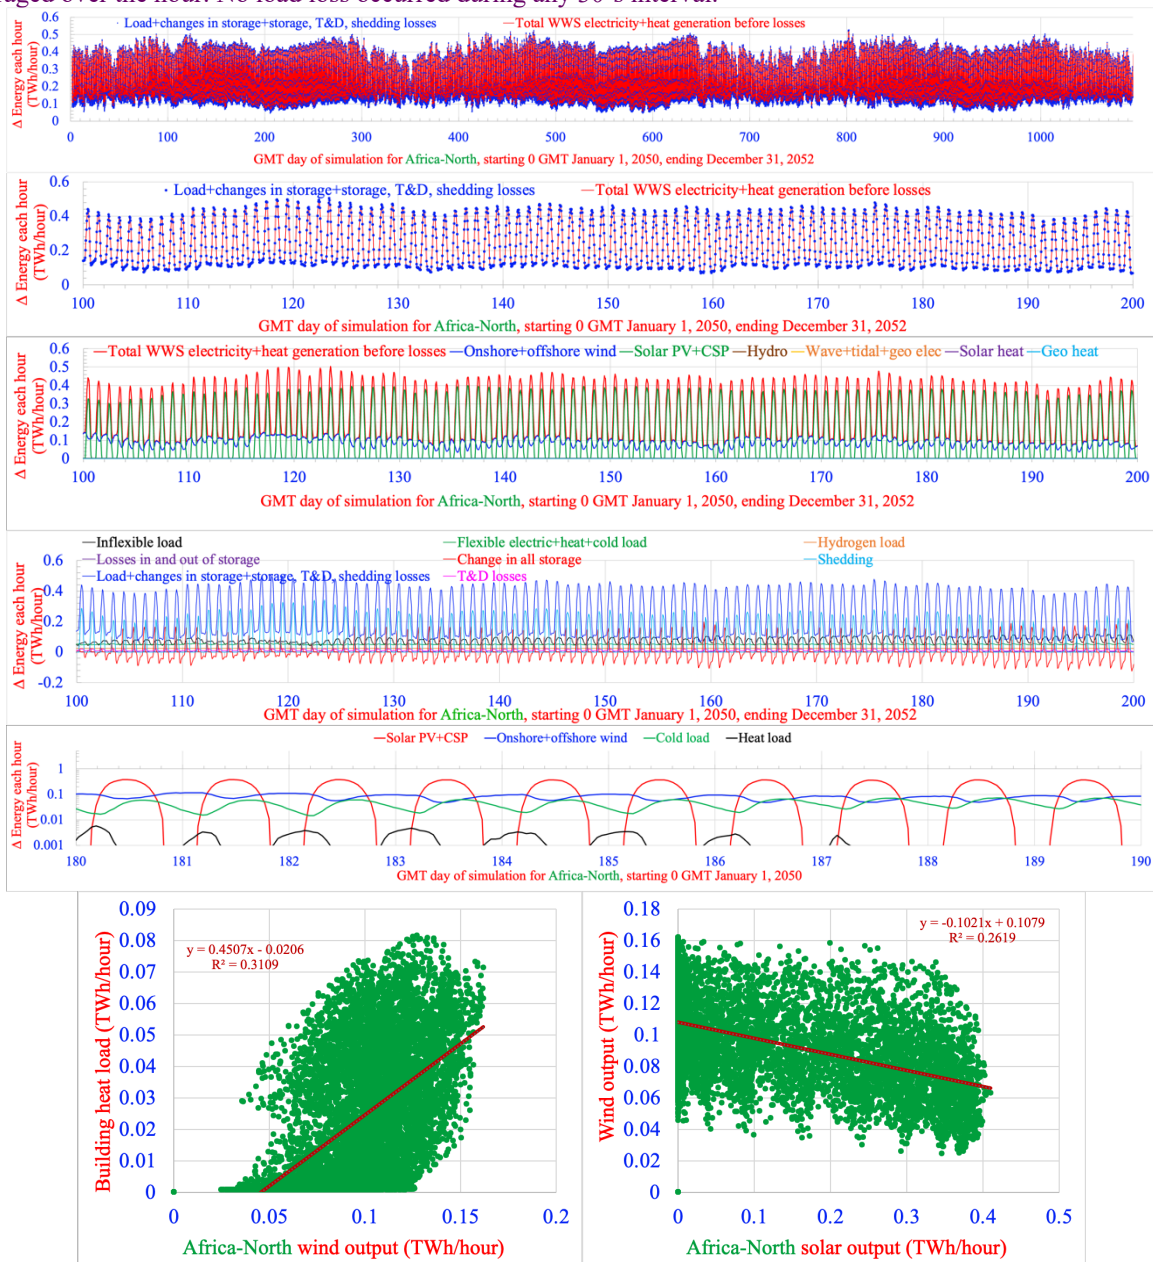 aged over the hour. No load loss occurred during any 30-s interval.
Load+changes in storage+storage, T&D, shedding losses
Total WWS electricity+heat generation before losses
Δ Energy each hour
(TWh/hour)
0.6
0.5
0.4
0.3
0.2
0.1
0
0 100 200 300 400 500 600 700 800 900 1000
GMT day of simulation for Africa-North, starting 0 GMT January 1, 2050, ending December 31, 2052
Load+changes in storage+storage, T&D, shedding losses
Total WWS electricity+heat generation before losses
Δ Energy each hour
(TWh/hour)
0.6
0.4
0.2
0
100 110 120 130 140 150 160 170 180 190 200
GMT day of simulation for Africa-North, starting 0 GMT January 1, 2050, ending December 31, 2052
Total WWS electricity+heat generation before losses Onshore+offshore wind Solar PV+CSP Hydro Wave+tidal+geo elec Solar heat Geo heat
Δ Energy each hour
(TWh/hour)
0.6
0.5
0.4
0.3
0.2
0.1
0
100 110 120 130 140 150 160 170 180 190 200
GMT day of simulation for Africa-North, starting 0 GMT January 1, 2050, ending December 31, 2052
Inflexible load Flexible electric+heat+cold load Hydrogen load
Losses in and out of storage Change in all storage Shedding
Load+changes in storage+storage, T&D, shedding losses T&D losses
Δ Energy each hour
(TWh/hour)
0.6
0.4
0.2
0
-0.2
100 110 120 130 140 150 160 170 180 190 200
GMT day of simulation for Africa-North, starting 0 GMT January 1, 2050, ending December 31, 2052
Solar PV+CSP Onshore+offshore wind Cold load Heat load
Δ Energy each hour
(TWh/hour)
1
0.1
0.01
0.001
180 181 182 183 184 185 186 187 188 189 190
GMT day of simulation for Africa-North, starting 0 GMT January 1, 2050
Building heat load (TWh/hour)
0.09
0.08
0.07
0.06
0.05
0.04
0.03
0.02
0.01
0
y = 0.4507x - 0.0206
R² = 0.3109
0 0.05 0.1 0.15 0.2
Africa-North wind output (TWh/hour)
Wind output (TWh/hour)
0.18
0.16
0.14
0.12
0.1
0.08
0.06
0.04
0.02
0
y = -0.1021x + 0.1079
R² = 0.2619
0 0.1 0.2 0.3 0.4 0.5
Africa-North solar output (TWh/hour)